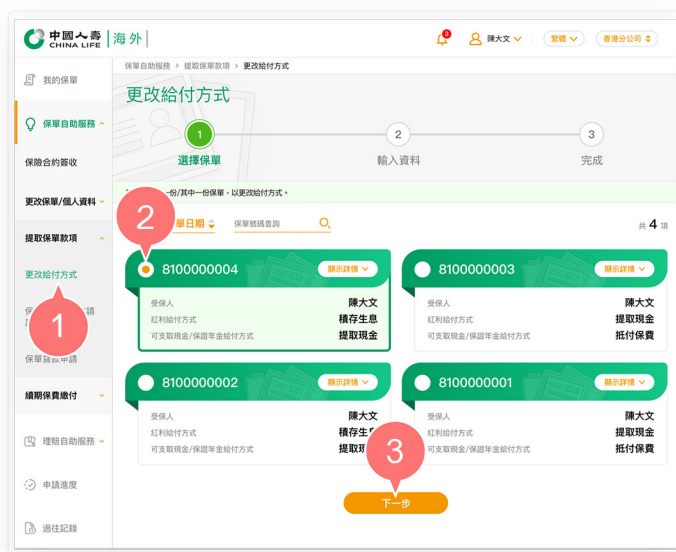 中國人壽
CHINA LIFE
海外
3
陳大文
繁體
香港分公司
我的保單
保單自助服務
保險合約簽收
更改保單/個人資料
提取保單款項
更改給付方式
請
保單貸款申請
續期保費繳付
理賠自助服務
申請進度
過往記錄
保單自助服務 > 提取保單款項 > 更改給付方式
更改給付方式
1
選擇保單
2
輸入資料
3
完成
一份/其中一份保單,以更改給付方式。
單日期
保單號碼查詢
共 4 項
8100000004
顯示詳情
受保人 陳大文
紅利給付方式 積存生息
可支取現金/保證年金給付方式 提取現金
8100000003
顯示詳情
受保人 陳大文
紅利給付方式 提取現金
可支取現金/保證年金給付方式 抵付保費
8100000002
顯示詳情
受保人 陳大文
紅利給付方式 積存生
可支取現金/保證年金給付方式 提取
8100000001
顯示詳情
受保人 陳大文
紅利給付方式 提取現金
可支取現金/保證年金給付方式 抵付保費
下一步
1
2
3